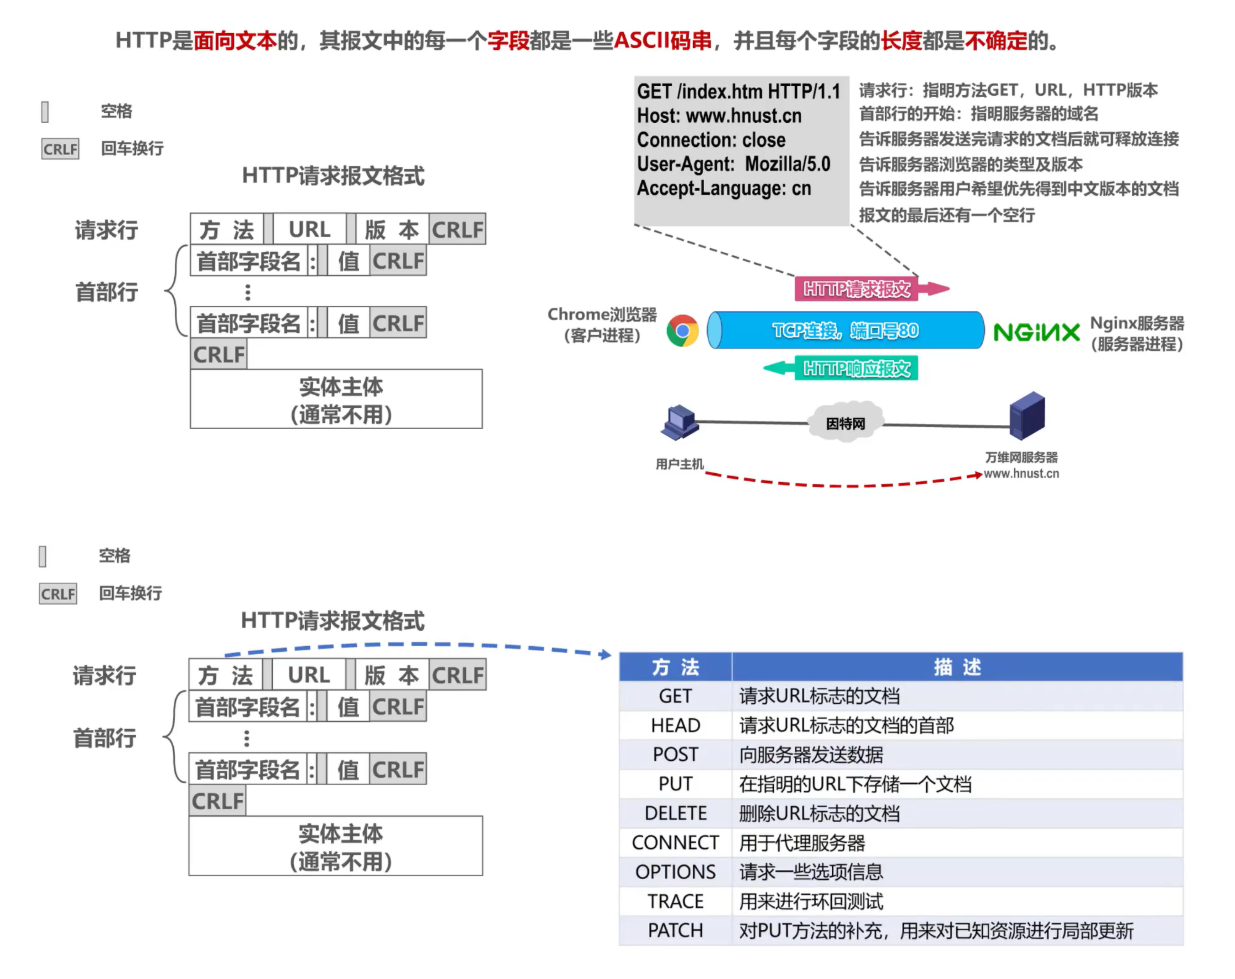 HTTP是面向文本的，其报文中的每一个字段都是一些ASCII码串，并且每个字段的长度都是不确定的。
空格
CRLF 回车换行
HTTP请求报文格式
请求行 方 法 URL 版 本 CRLF
首部行
首部字段名 : 值 CRLF
⋮
首部字段名 : 值 CRLF
CRLF
实体主体
(通常不用)
GET /index.htm HTTP/1.1 请求行：指明方法GET，URL，HTTP版本
Host: www.hnust.cn 首部行的开始：指明服务器的域名
Connection: close 告诉服务器发送完请求的文档后就可释放连接
User-Agent: Mozilla/5.0 告诉服务器浏览器的类型及版本
Accept-Language: cn 告诉服务器用户希望优先得到中文版本的文档
报文的最后还有一个空行
HTTP请求报文
Chrome浏览器
（客户进程）
TCP连接，端口号80
NGiNX
Nginx服务器
（服务器进程）
HTTP响应报文
因特网
用户主机
万维网服务器
www.hnust.cn
空格
CRLF 回车换行
HTTP请求报文格式
请求行 方 法 URL 版 本 CRLF
首部行
首部字段名 : 值 CRLF
⋮
首部字段名 : 值 CRLF
CRLF
实体主体
(通常不用)
方 法 描 述
GET 请求URL标志的文档
HEAD 请求URL标志的文档的首部
POST 向服务器发送数据
PUT 在指明的URL下存储一个文档
DELETE 删除URL标志的文档
CONNECT 用于代理服务器
OPTIONS 请求一些选项信息
TRACE 用来进行环回测试
PATCH 对PUT方法的补充，用来对已知资源进行局部更新